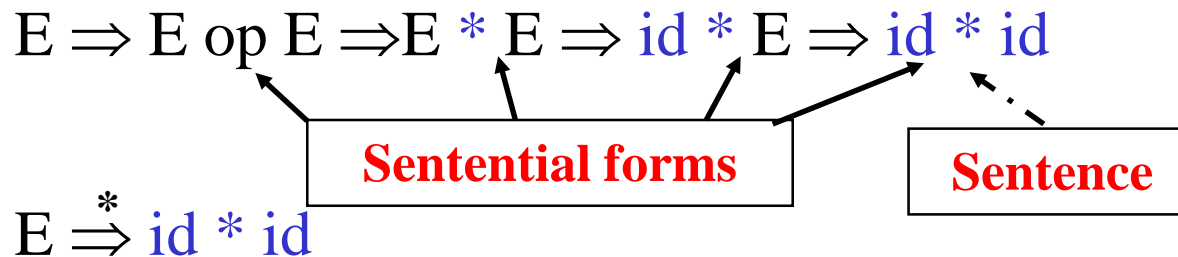 E ⇒ E op E ⇒E * E ⇒ id * E ⇒ id * id
Sentential forms
Sentence
E ⇒* id * id